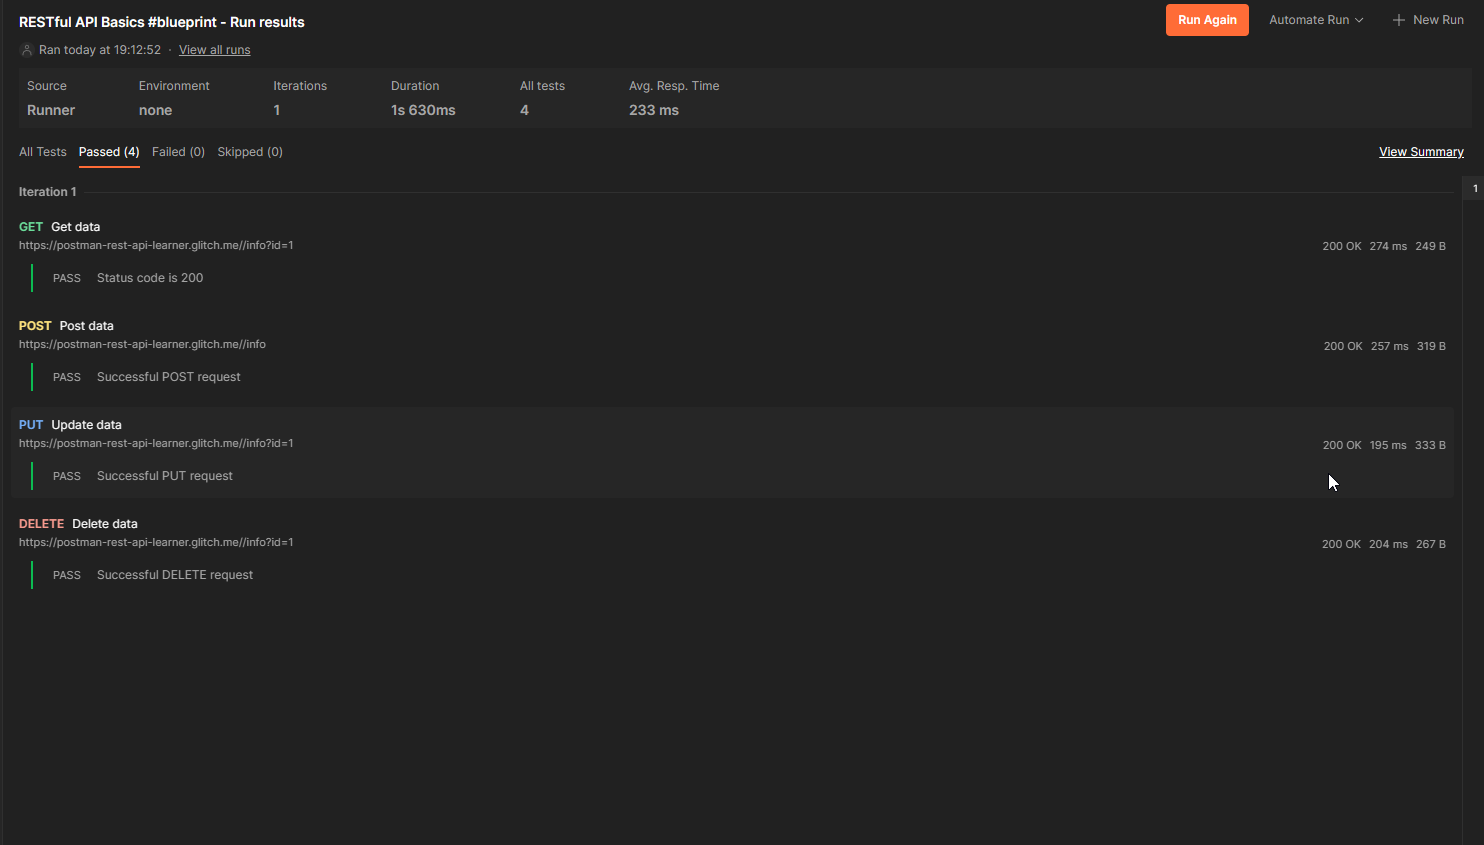 RESTful API Basics #blueprint - Run results
Run Again
Automate Run
New Run
Ran today at 19:12:52 · View all runs
Source Environment Iterations Duration All tests Avg. Resp. Time
Runner none 1 1s 630ms 4 233 ms
All Tests Passed (4) Failed (0) Skipped (0) View Summary
Iteration 1
1
GET Get data
https://postman-rest-api-learner.glitch.me//info?id=1
200 OK 274 ms 249 B
PASS Status code is 200
POST Post data
https://postman-rest-api-learner.glitch.me//info
200 OK 257 ms 319 B
PASS Successful POST request
PUT Update data
https://postman-rest-api-learner.glitch.me//info?id=1
200 OK 195 ms 333 B
PASS Successful PUT request
DELETE Delete data
https://postman-rest-api-learner.glitch.me//info?id=1
200 OK 204 ms 267 B
PASS Successful DELETE request